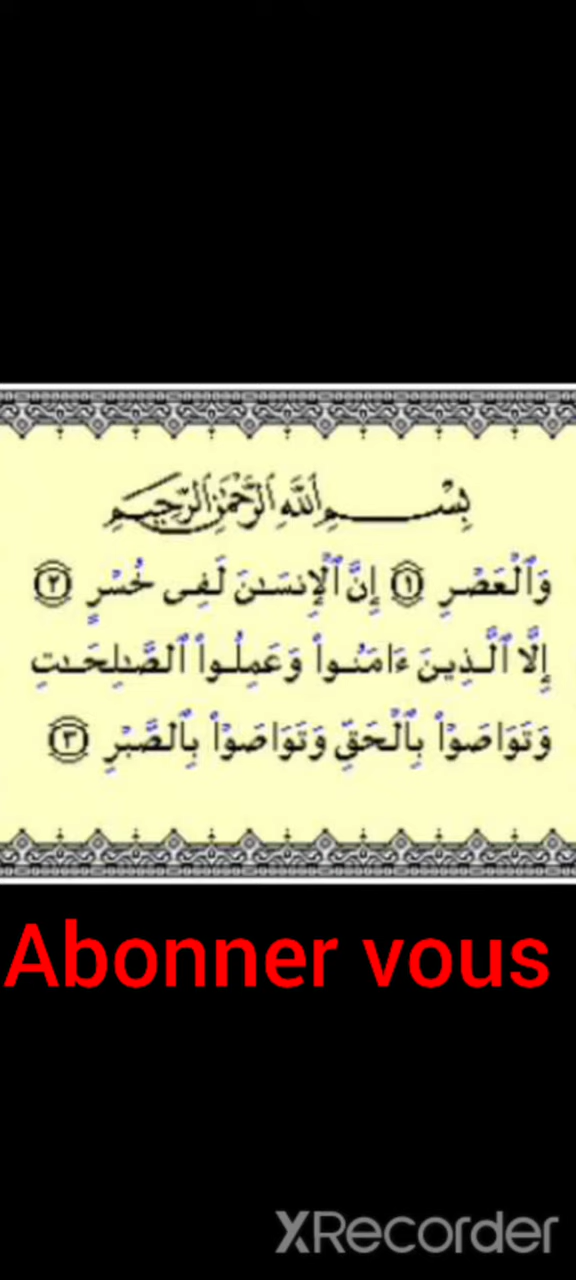 بِسْمِ ٱللَّهِ ٱلرَّحْمَٰنِ ٱلرَّحِيمِ
وَٱلْعَصْرِ ١ إِنَّ ٱلْإِنسَٰنَ لَفِى خُسْرٍ ٢
إِلَّا ٱلَّذِينَ ءَامَنُوا۟ وَعَمِلُوا۟ ٱلصَّٰلِحَٰتِ
وَتَوَاصَوْا۟ بِٱلْحَقِّ وَتَوَاصَوْا۟ بِٱلصَّبْرِ ٣
Abonner vous
XRecorder